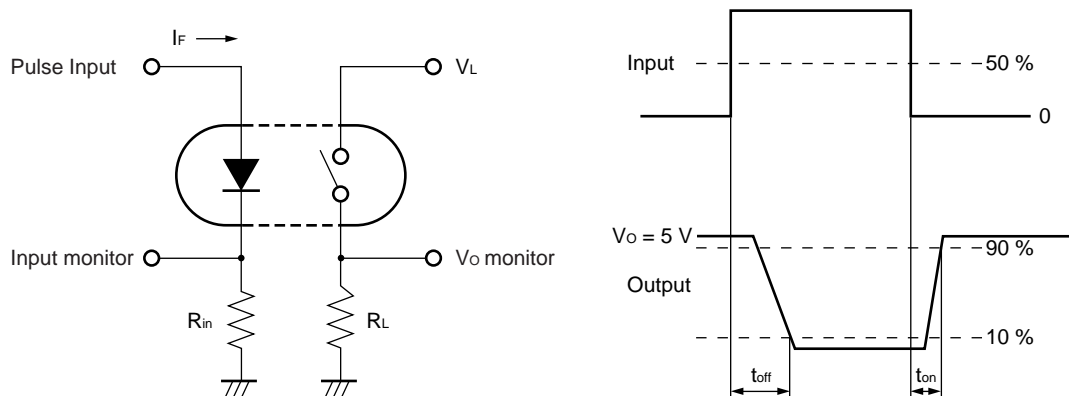 IF
Pulse Input
VL
Input monitor
VO monitor
Rin
RL
Input
50 %
0
VO = 5 V
90 %
Output
10 %
toff
ton